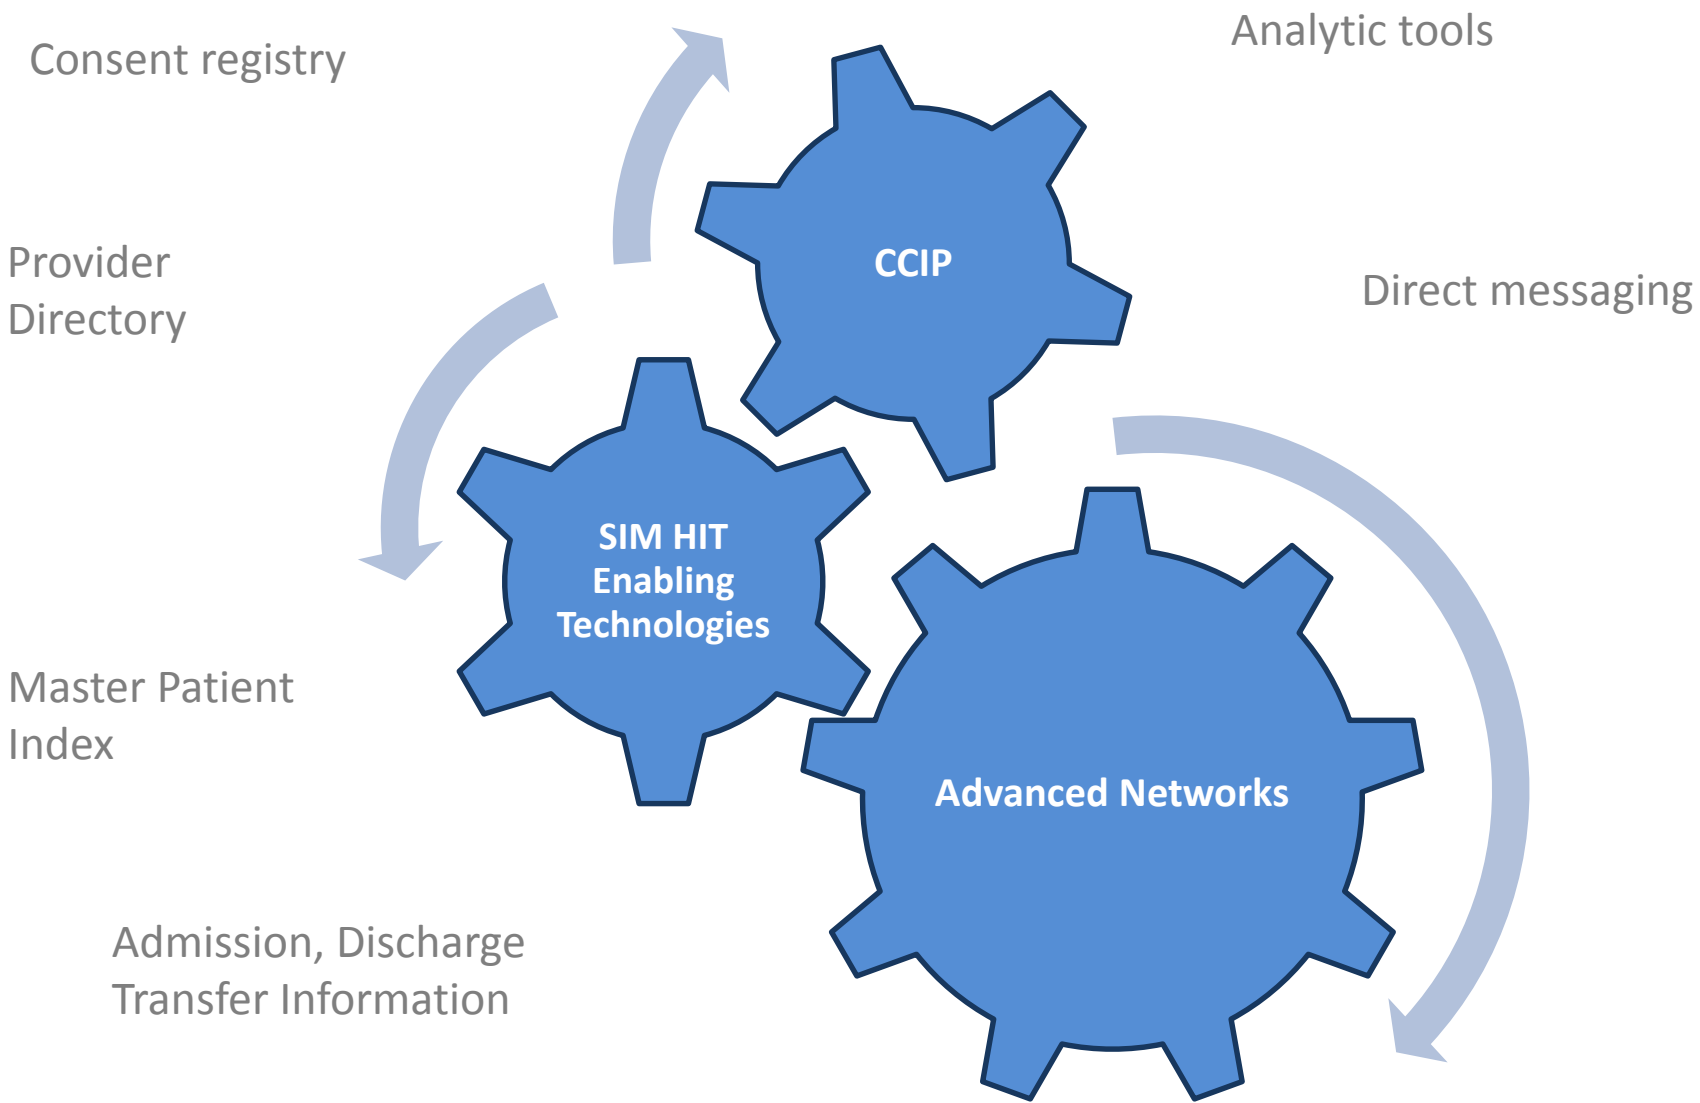 Consent registry
Analytic tools
CCIP
Provider
Directory
Direct messaging
SIM HIT
Enabling
Technologies
Master Patient
Index
Advanced Networks
Admission, Discharge
Transfer Information